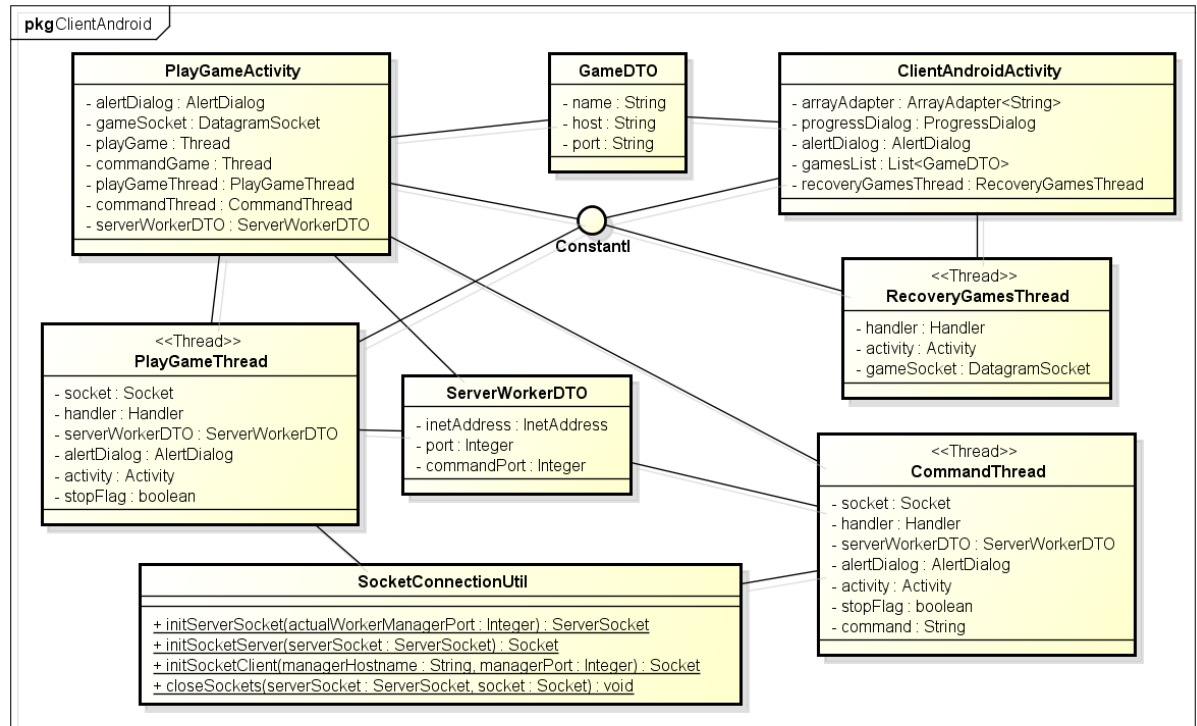 pkg ClientAndroid
PlayGameActivity
- alertDialog : AlertDialog
- gameSocket : DatagramSocket
- playGame : Thread
- commandGame : Thread
- playGameThread : PlayGameThread
- commandThread : CommandThread
- serverWorkerDTO : ServerWorkerDTO
GameDTO
- name : String
- host : String
- port : String
ClientAndroidActivity
- arrayAdapter : ArrayAdapter<String>
- progressDialog : ProgressDialog
- alertDialog : AlertDialog
- gamesList : List<GameDTO>
- recoveryGamesThread : RecoveryGamesThread
ConstantI
<<Thread>>
RecoveryGamesThread
- handler : Handler
- activity : Activity
- gameSocket : DatagramSocket
<<Thread>>
PlayGameThread
- socket : Socket
- handler : Handler
- serverWorkerDTO : ServerWorkerDTO
- alertDialog : AlertDialog
- activity : Activity
- stopFlag : boolean
ServerWorkerDTO
- inetAddress : InetAddress
- port : Integer
- commandPort : Integer
<<Thread>>
CommandThread
- socket : Socket
- handler : Handler
- serverWorkerDTO : ServerWorkerDTO
- alertDialog : AlertDialog
- activity : Activity
- stopFlag : boolean
- command : String
SocketConnectionUtil
+ initServerSocket(actualWorkerManagerPort : Integer) : ServerSocket
+ initSocketServer(serverSocket : ServerSocket) : Socket
+ initSocketClient(managerHostname : String, managerPort : Integer) : Socket
+ closeSockets(serverSocket : ServerSocket, socket : Socket) : void